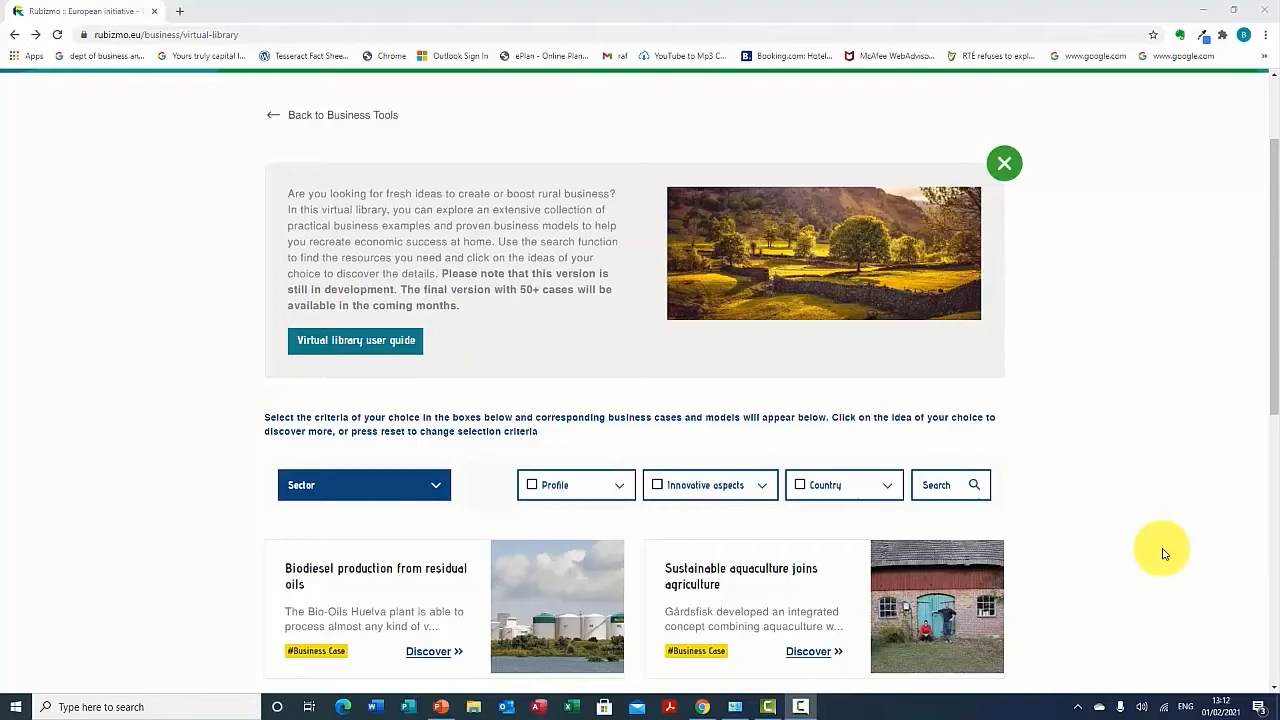 Rubizmo :: European initiative -
rubizmo.eu/business/virtual-library
B
Apps
dept of business an...
Yours truly capital I...
Tesseract Fact Shee...
Chrome
Outlook Sign In
ePlan - Online Plan...
raf
YouTube to Mp3 C...
Booking.com: Hotel...
McAfee WebAdviso...
RTÉ refuses to expl...
www.google.com
www.google.com
Back to Business Tools
Are you looking for fresh ideas to create or boost rural business?
In this virtual library, you can explore an extensive collection of
practical business examples and proven business models to help
you recreate economic success at home. Use the search function
to find the resources you need and click on the ideas of your
choice to discover the details. Please note that this version is
still in development. The final version with 50+ cases will be
available in the coming months.
Virtual library user guide
Select the criteria of your choice in the boxes below and corresponding business cases and models will appear below. Click on the idea of your choice to
discover more, or press reset to change selection criteria
Sector
Profile
Innovative aspects
Country
Search
Biodiesel production from residual
oils
The Bio-Oils Huelva plant is able to
process almost any kind of v...
#Business Case
Discover
Sustainable aquaculture joins
agriculture
Gårdsfisk developed an integrated
concept combining aquaculture w...
#Business Case
Discover
Type here to search
ENG
13:12
01/02/2021